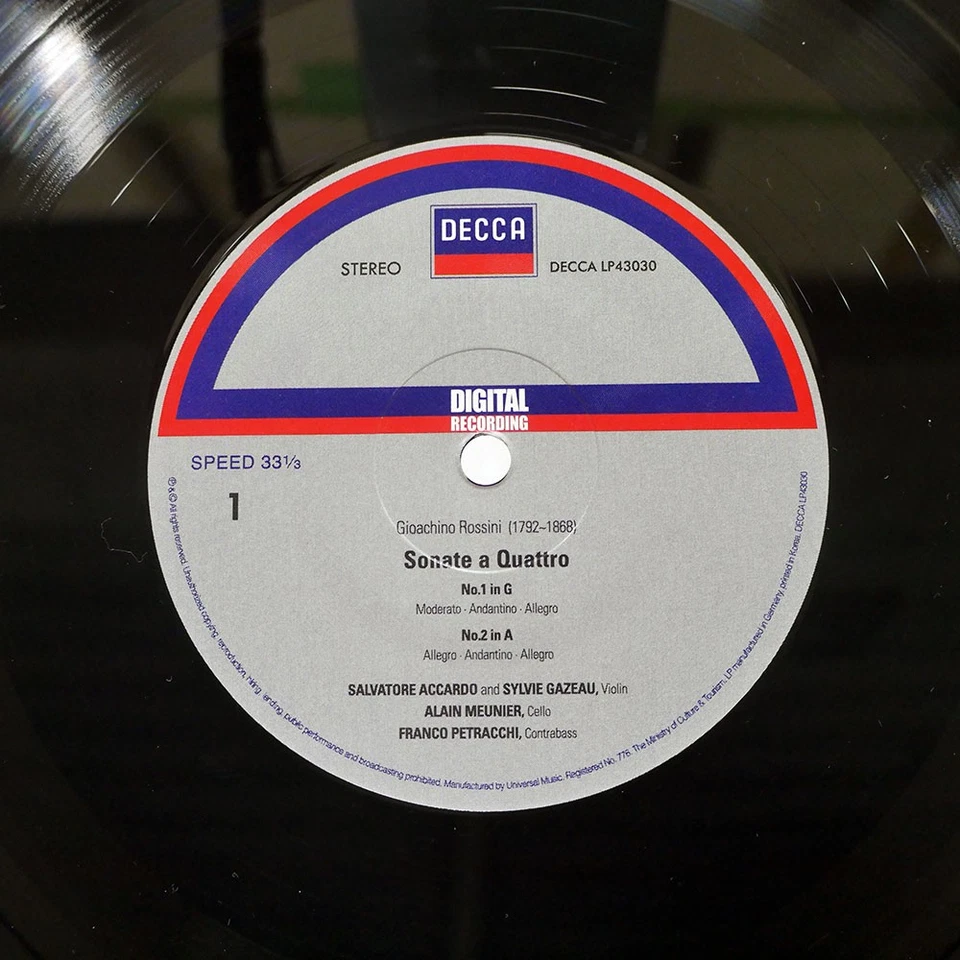 DECCA
STEREO
DECCA LP43030
DIGITAL
RECORDING
SPEED 33⅓
1
Gioachino Rossini (1792~1868)
Sonate a Quattro
No.1 in G
Moderato · Andantino · Allegro
No.2 in A
Allegro · Andantino · Allegro
SALVATORE ACCARDO and SYLVIE GAZEAU, Violin
ALAIN MEUNIER, Cello
FRANCO PETRACCHI, Contrabass
℗ & © All rights reserved. Unauthorized copying, reproduction, hiring, lending, public performance and broadcasting prohibited. Manufactured by Universal Music. Registered No. 776. The Ministry of Culture & Tourism. LP manufactured in Germany, printed in Korea. DECCA LP43030